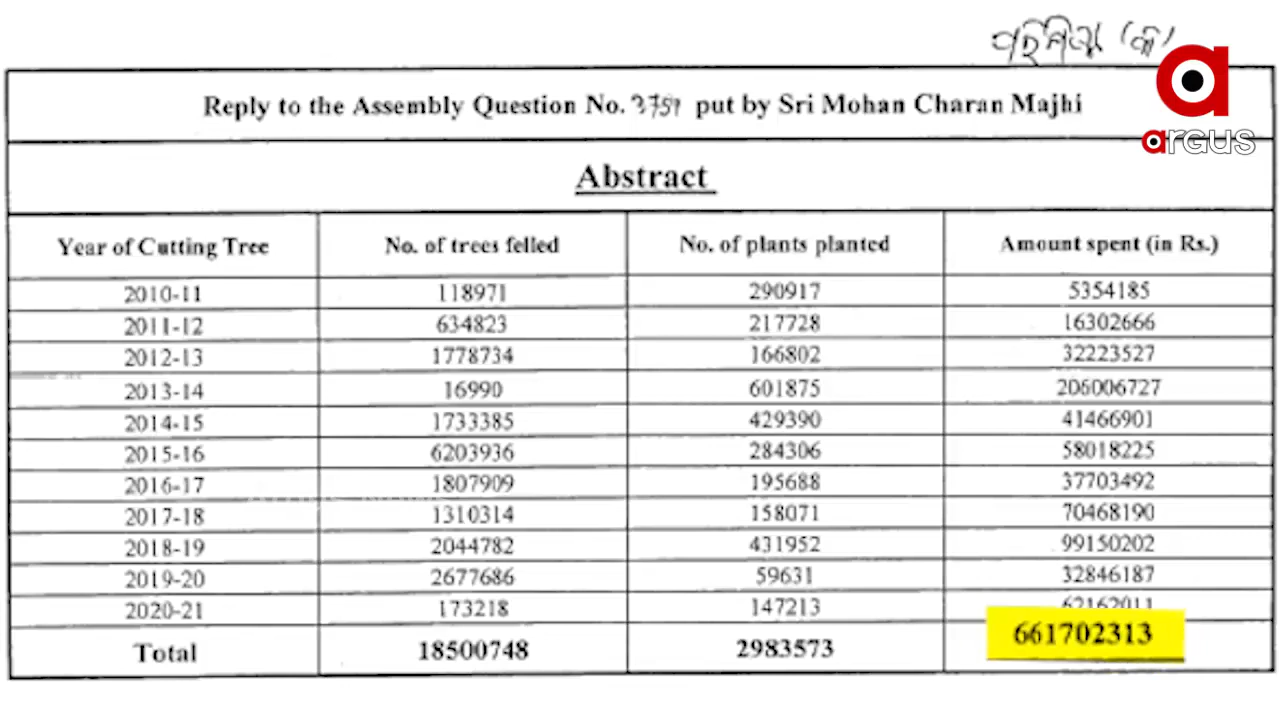 ପରିଶିଷ୍ଟ (କ)
argus
Reply to the Assembly Question No. 3751 put by Sri Mohan Charan Majhi
Abstract
Year of Cutting Tree No. of trees felled No. of plants planted Amount spent (in Rs.)
2010-11 118971 290917 5354185
2011-12 634823 217728 16302666
2012-13 1778734 166802 32223527
2013-14 16990 601875 206006727
2014-15 1733385 429390 41466901
2015-16 6203936 284306 58018225
2016-17 1807909 195688 37703492
2017-18 1310314 158071 70468190
2018-19 2044782 431952 99150202
2019-20 2677686 59631 32846187
2020-21 173218 147213 62162011
Total 18500748 2983573 661702313